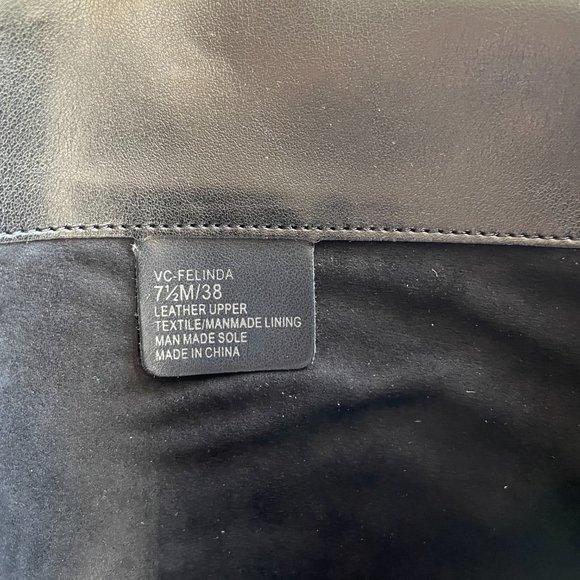 VC-FELINDA
7½M/38
LEATHER UPPER
TEXTILE/MANMADE LINING
MAN MADE SOLE
MADE IN CHINA